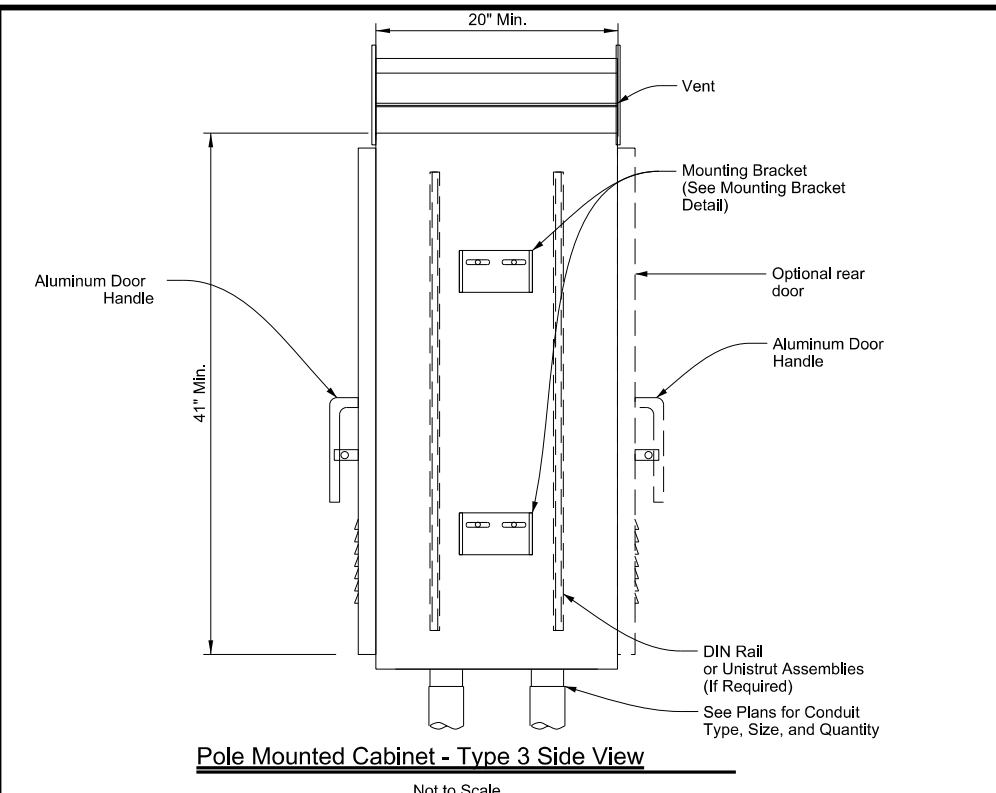 20" Min.
Vent
Mounting Bracket
(See Mounting Bracket
Detail)
Aluminum Door
Handle
Optional rear
door
Aluminum Door
Handle
41" Min.
DIN Rail
or Unistrut Assemblies
(If Required)
See Plans for Conduit
Type, Size, and Quantity
Pole Mounted Cabinet - Type 3 Side View
Not to Scale